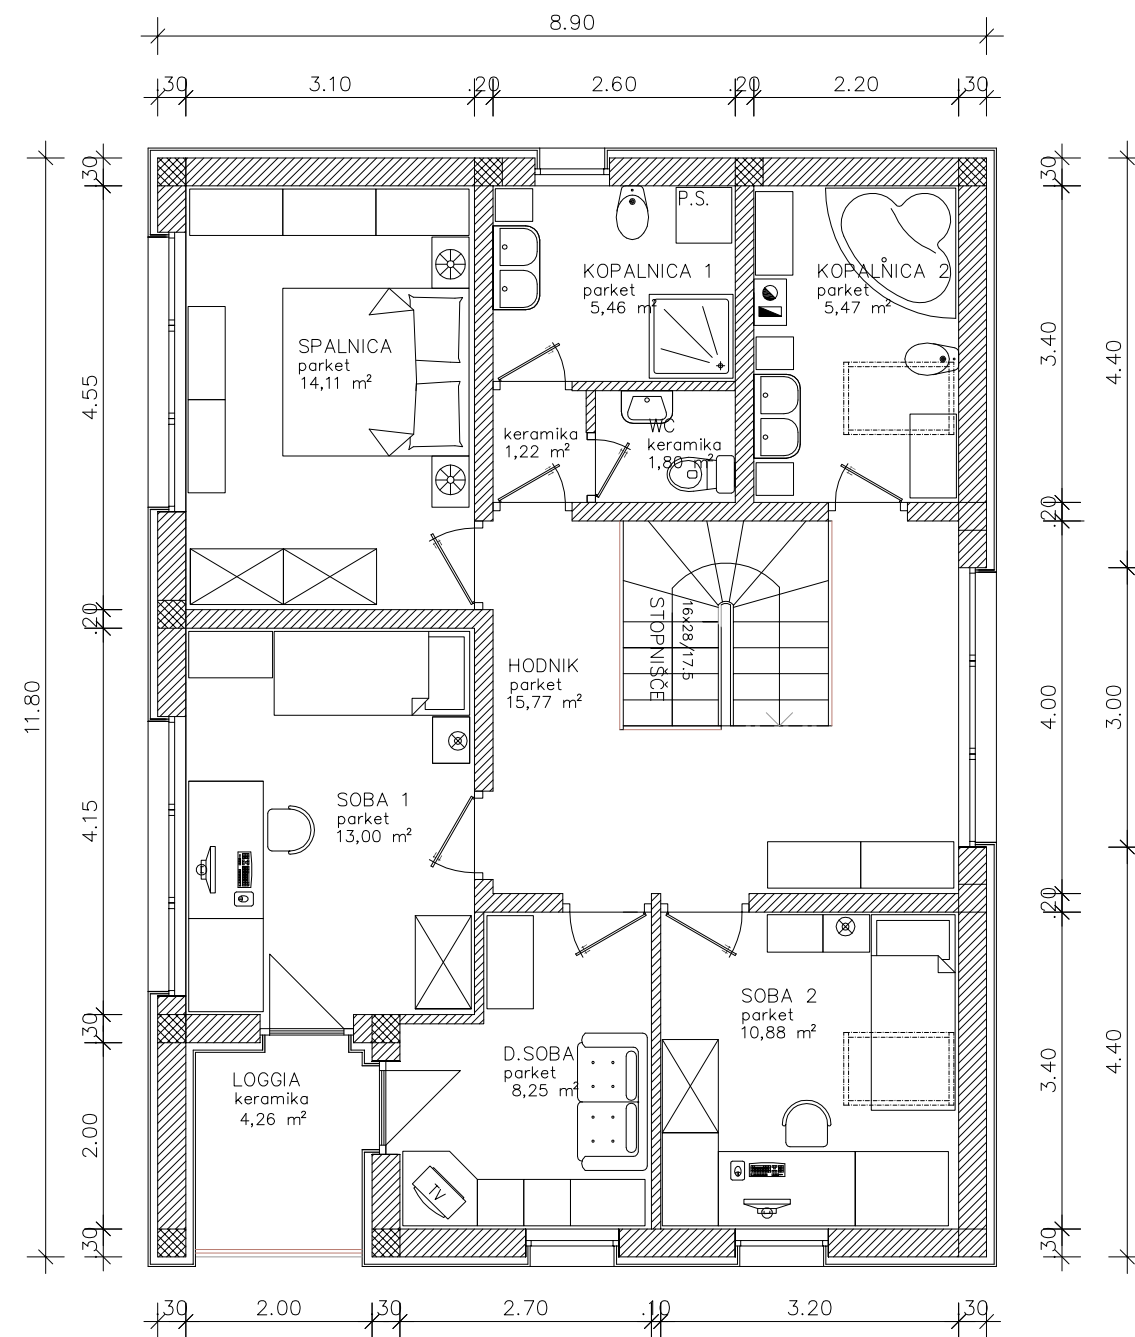 8.90
.30 3.10 .20 2.60 .20 2.20 .30
.30
4.55
.20
4.15
.30
2.00
.30
11.80
.30
3.40
.20
4.00
.20
3.40
.30
4.40
3.00
4.40
P.S.
KOPALNICA 1
parket
5,46 m²
KOPALNICA 2
parket
5,47 m²
SPALNICA
parket
14,11 m²
keramika
1,22 m²
WC
keramika
1,80 m²
STOPNIŠČE
16x28/17.5
HODNIK
parket
15,77 m²
SOBA 1
parket
13,00 m²
SOBA 2
parket
10,88 m²
D.SOBA
parket
8,25 m²
LOGGIA
keramika
4,26 m²
TV
.30 2.00 .30 2.70 .10 3.20 .30